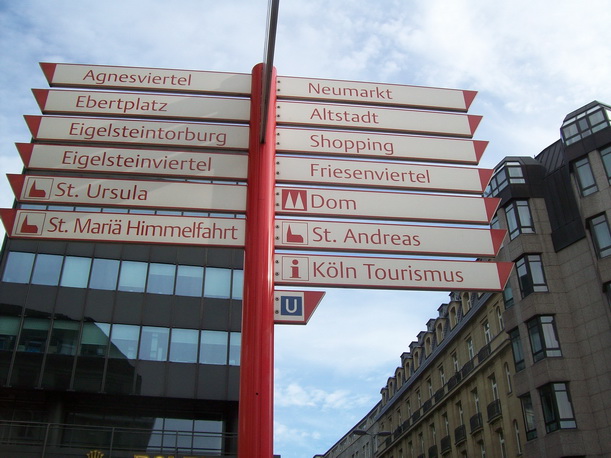 Agnesviertel
Ebertplatz
Eigelsteintorburg
Eigelsteinviertel
St. Ursula
St. Mariä Himmelfahrt
Neumarkt
Altstadt
Shopping
Friesenviertel
Dom
St. Andreas
i Köln Tourismus
U